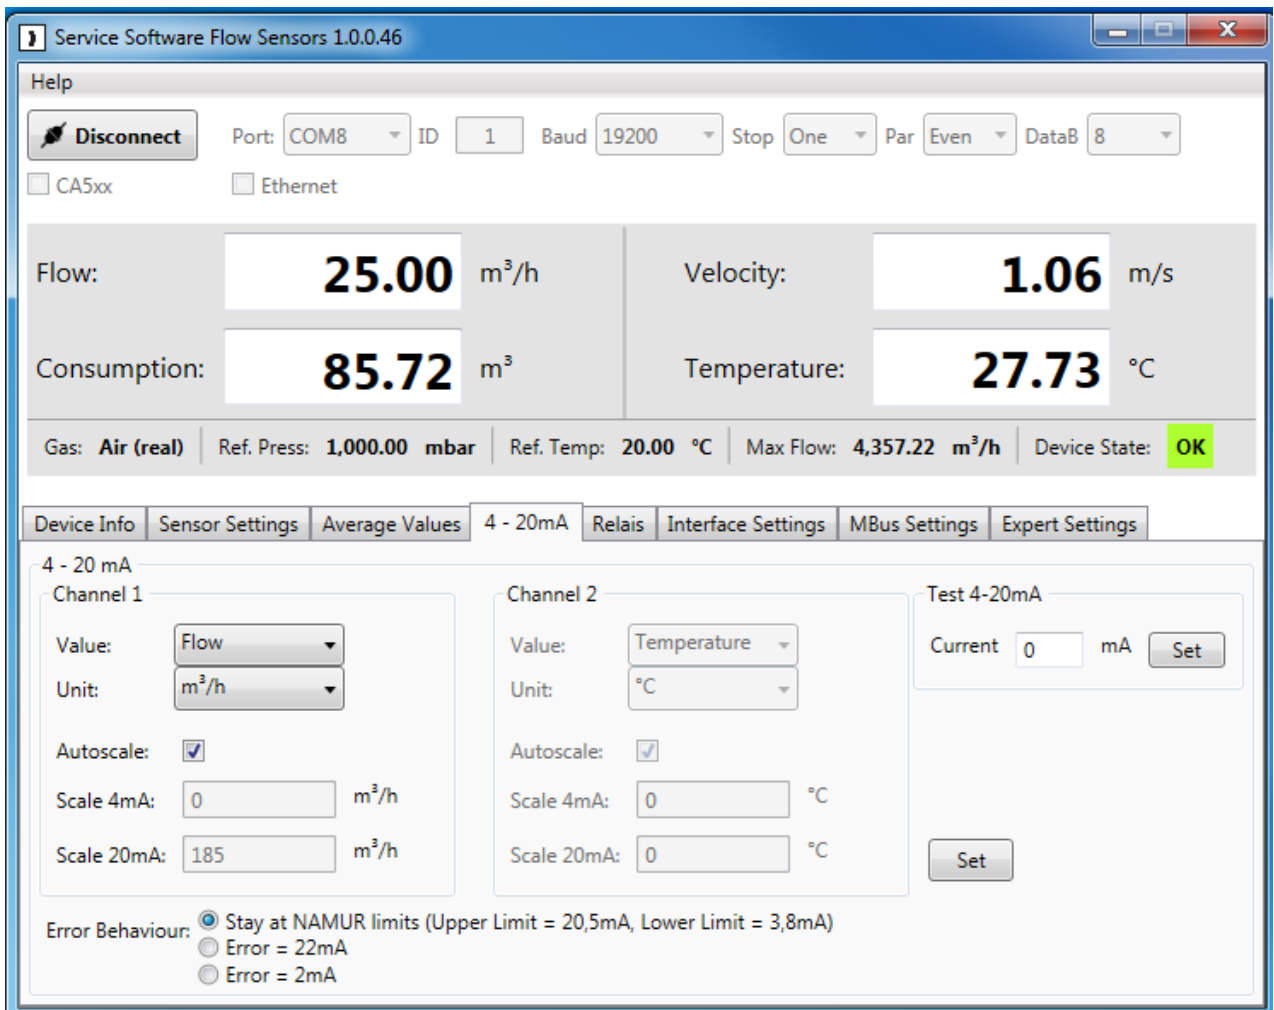 Service Software Flow Sensors 1.0.0.46
Help
Disconnect Port: COM8 ID 1 Baud 19200 Stop One Par Even DataB 8
CA5xx Ethernet
Flow: 25.00 m³/h Velocity: 1.06 m/s
Consumption: 85.72 m³ Temperature: 27.73 °C
Gas: Air (real) Ref. Press: 1,000.00 mbar Ref. Temp: 20.00 °C Max Flow: 4,357.22 m³/h Device State: OK
Device Info Sensor Settings Average Values 4 - 20mA Relais Interface Settings MBus Settings Expert Settings
4 - 20 mA
Channel 1 Channel 2 Test 4-20mA
Value: Flow Value: Temperature Current 0 mA Set
Unit: m³/h Unit: °C
Autoscale: Autoscale:
Scale 4mA: 0 m³/h Scale 4mA: 0 °C
Scale 20mA: 185 m³/h Scale 20mA: 0 °C Set
Error Behaviour: Stay at NAMUR limits (Upper Limit = 20,5mA, Lower Limit = 3,8mA)
Error = 22mA
Error = 2mA